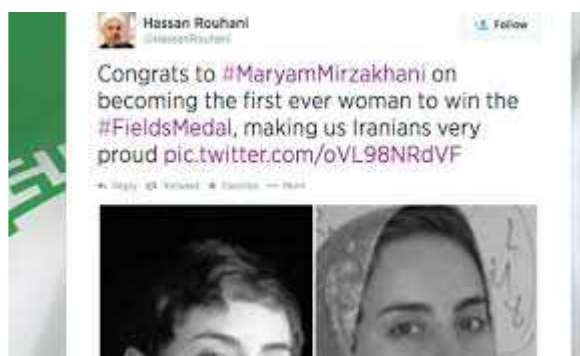 Hassan Rouhani
@HassanRouhani
Follow
Congrats to #MaryamMirzakhani on
becoming the first ever woman to win the
#FieldsMedal, making us Iranians very
proud pic.twitter.com/oVL98NRdVF
Reply Retweet Favorite More